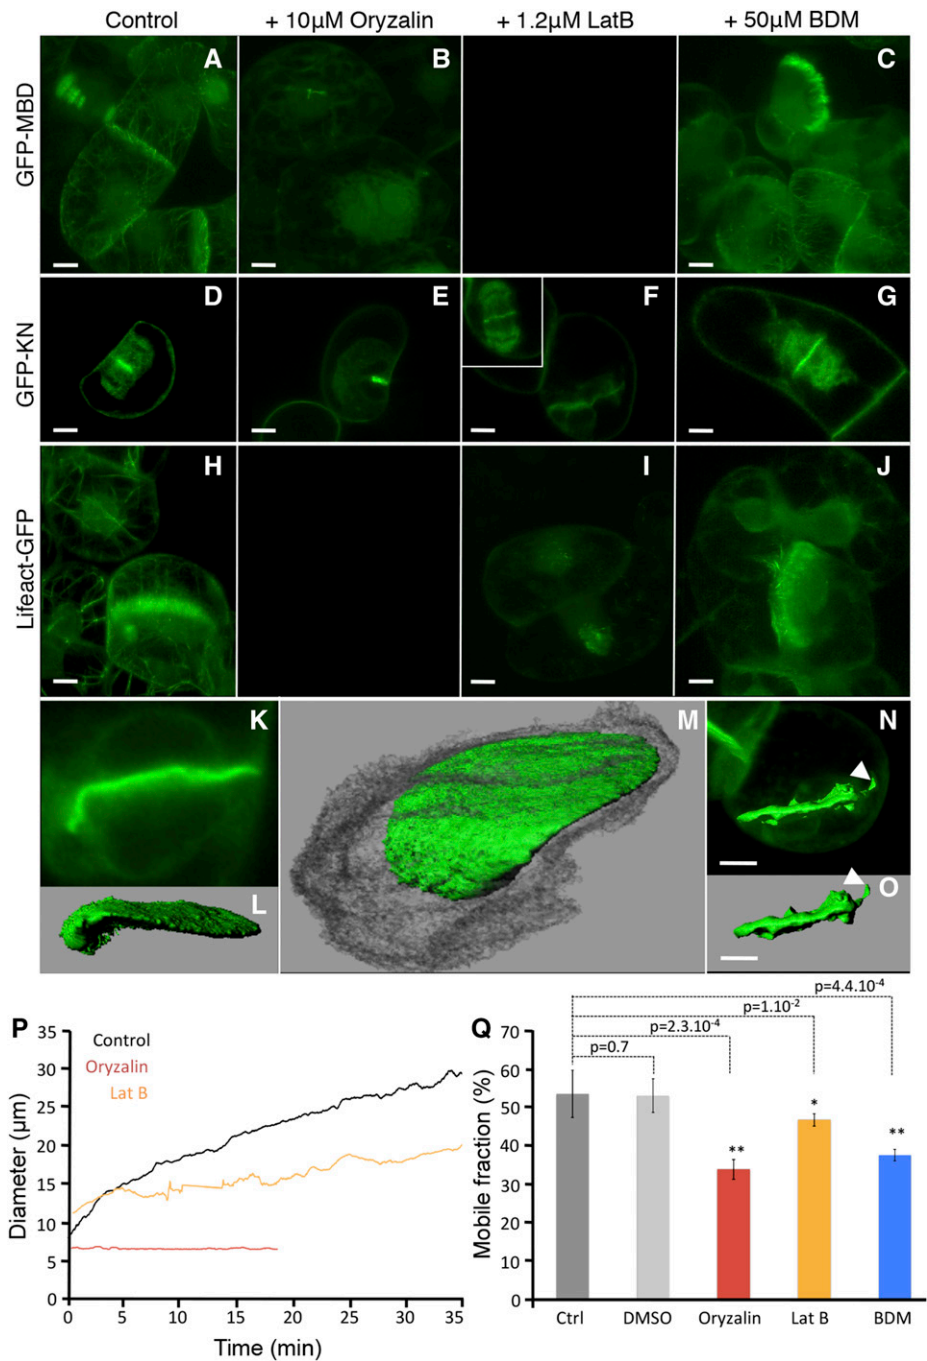 Control + 10µM Oryzalin + 1.2µM LatB + 50µM BDM
GFP-MBD
A B C
GFP-KN
D E F G
Lifeact-GFP
H I J
K M N
L O
P
35
30
25
20
15
10
5
0
Diameter (µm)
Control
Oryzalin
Lat B
0 5 10 15 20 25 30 35
Time (min)
Q
p=4.4.10-4
p=1.10-2
p=2.3.10-4
p=0.7
70
60
50
40
30
20
10
0
Mobile fraction (%)
** * **
Ctrl DMSO Oryzalin Lat B BDM